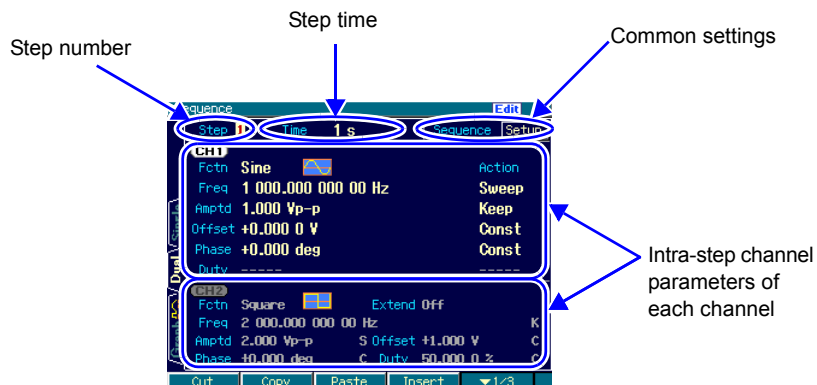 Step time
Step number
Common settings
Sequence Edit
Step 1 Time 1 s Sequence Setup
CH1
Fctn Sine Action
Freq 1 000.000 000 00 Hz Sweep
Amptd 1.000 Vp-p Keep
Offset +0.000 0 V Const
Phase +0.000 deg Const
Duty ----- -----
Single
Dual
Graph
Intra-step channel
parameters of
each channel
CH2
Fctn Square Extend Off
Freq 2 000.000 000 00 Hz K
Amptd 2.000 Vp-p S Offset +1.000 V C
Phase +0.000 deg C Duty 50.000 0 % C
Cut Copy Paste Insert ▼1/3